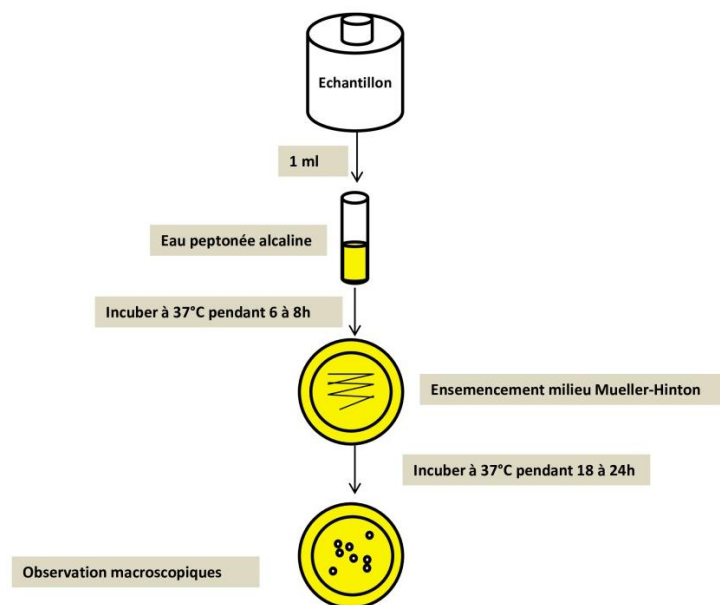 Echantillon
1 ml
Eau peptonée alcaline
Incuber à 37°C pendant 6 à 8h
Ensemencement milieu Mueller-Hinton
Incuber à 37°C pendant 18 à 24h
Observation macroscopiques